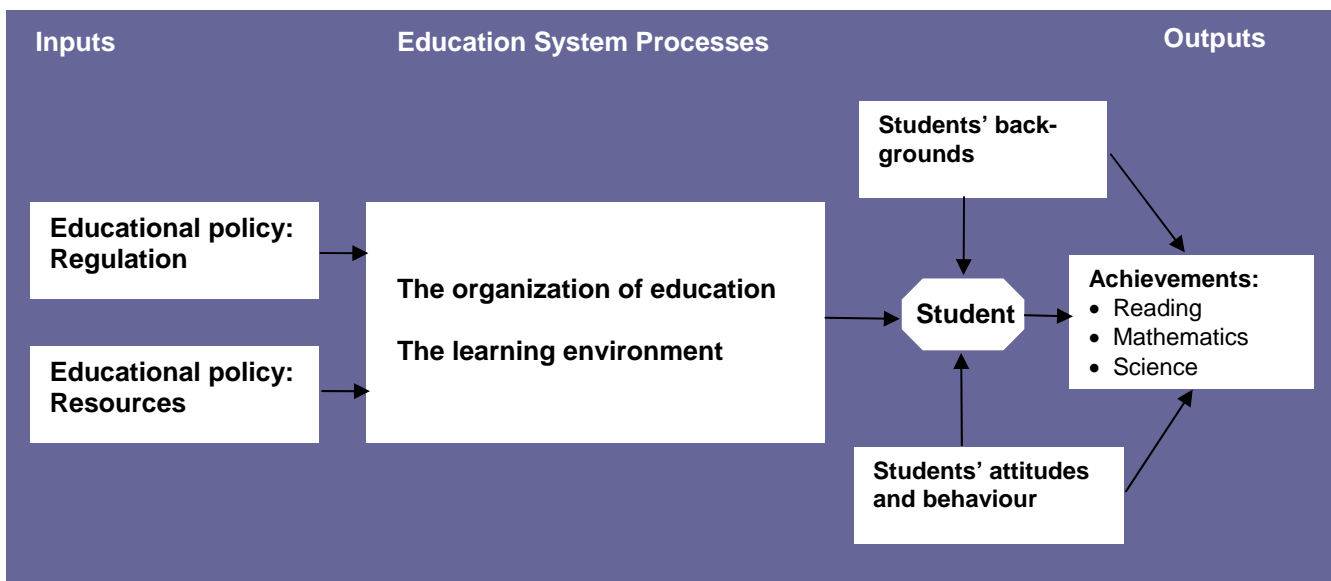 Inputs
Education System Processes
Outputs
Students’ back-
grounds
Educational policy:
Regulation
The organization of education
The learning environment
Educational policy:
Resources
Student
Achievements:
• Reading
• Mathematics
• Science
Students’ attitudes
and behaviour